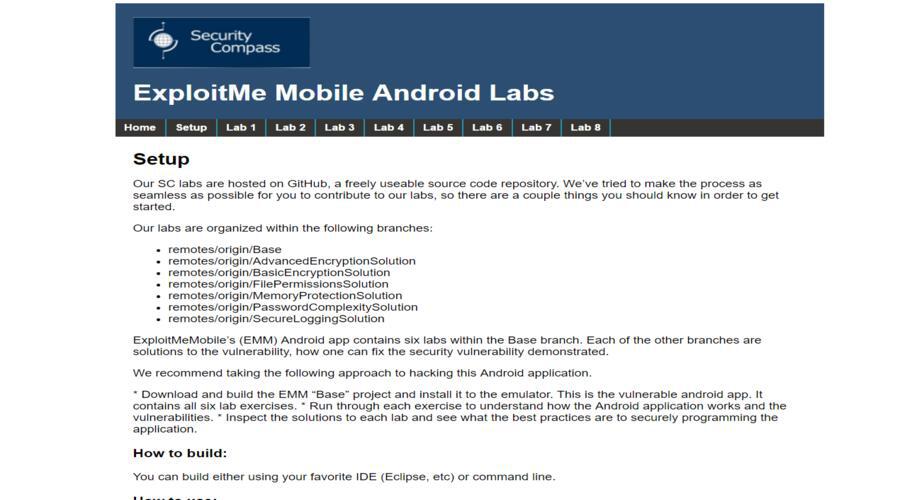 Security
Compass
ExploitMe Mobile Android Labs
Home Setup Lab 1 Lab 2 Lab 3 Lab 4 Lab 5 Lab 6 Lab 7 Lab 8
Setup
Our SC labs are hosted on GitHub, a freely useable source code repository. We've tried to make the process as
seamless as possible for you to contribute to our labs, so there are a couple things you should know in order to get
started.
Our labs are organized within the following branches:
• remotes/origin/Base
• remotes/origin/AdvancedEncryptionSolution
• remotes/origin/BasicEncryptionSolution
• remotes/origin/FilePermissionsSolution
• remotes/origin/MemoryProtectionSolution
• remotes/origin/PasswordComplexitySolution
• remotes/origin/SecureLoggingSolution
ExploitMeMobile's (EMM) Android app contains six labs within the Base branch. Each of the other branches are
solutions to the vulnerability, how one can fix the security vulnerability demonstrated.
We recommend taking the following approach to hacking this Android application.
* Download and build the EMM “Base” project and install it to the emulator. This is the vulnerable android app. It
contains all six lab exercises. * Run through each exercise to understand how the Android application works and the
vulnerabilities. * Inspect the solutions to each lab and see what the best practices are to securely programming the
application.
How to build:
You can build either using your favorite IDE (Eclipse, etc) or command line.